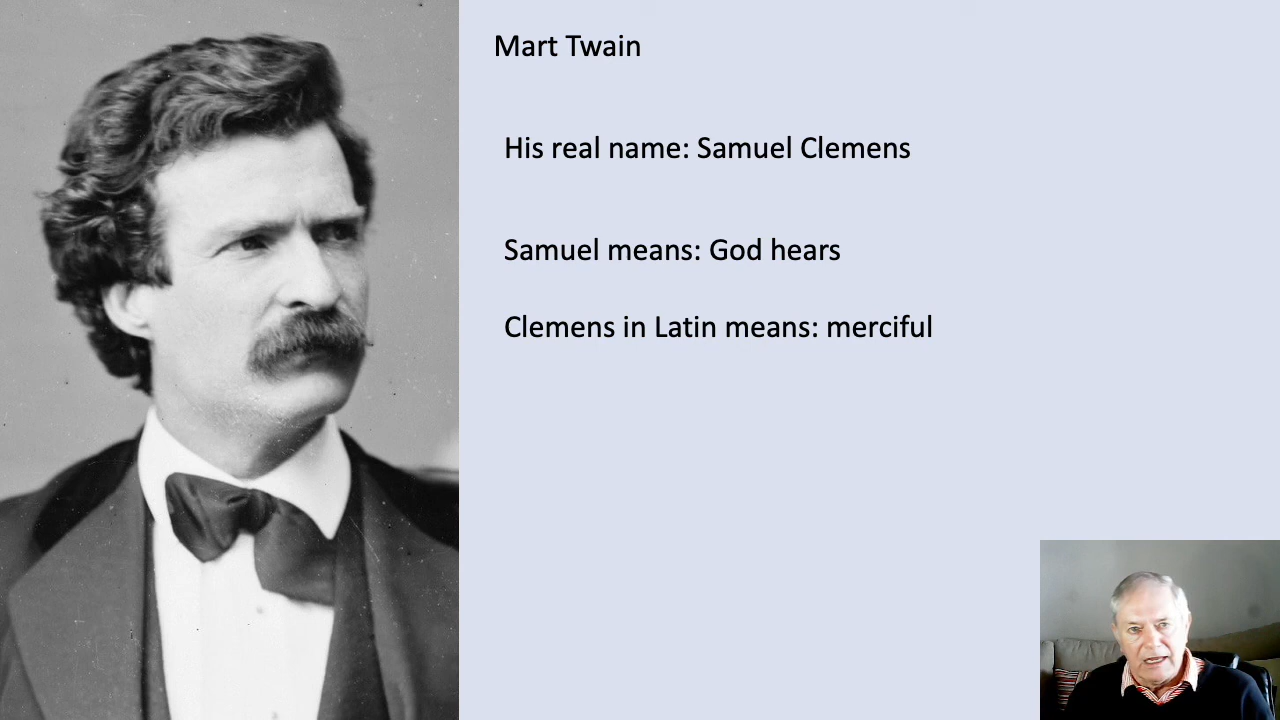 Mart Twain
His real name: Samuel Clemens
Samuel means: God hears
Clemens in Latin means: merciful